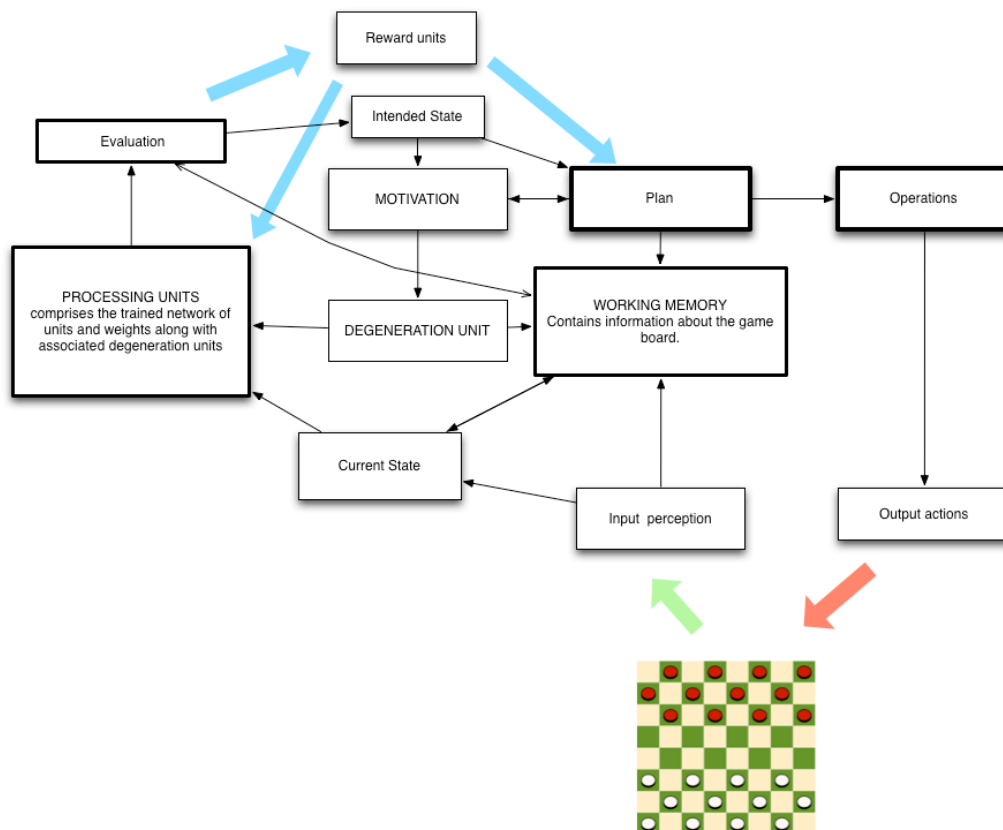 Reward units
Intended State
Evaluation
MOTIVATION
Plan
Operations
PROCESSING UNITS
comprises the trained network of
units and weights along with
associated degeneration units
DEGENERATION UNIT
WORKING MEMORY
Contains information about the game
board.
Current State
Input perception
Output actions